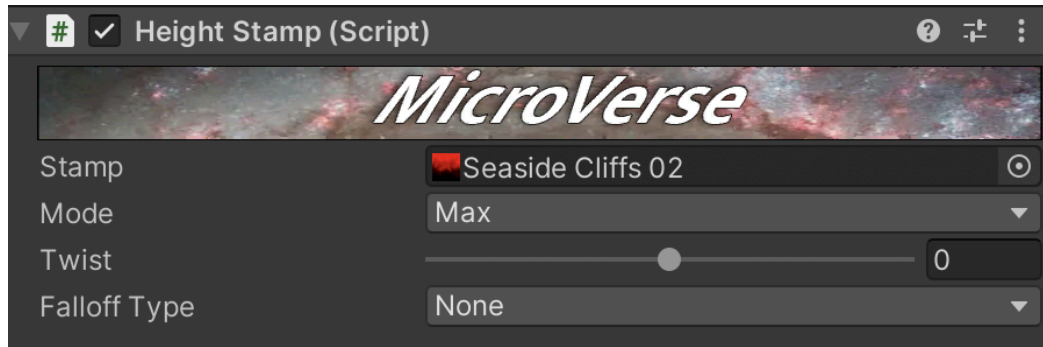 Height Stamp (Script)
MicroVerse
Stamp Seaside Cliffs 02
Mode Max
Twist 0
Falloff Type None